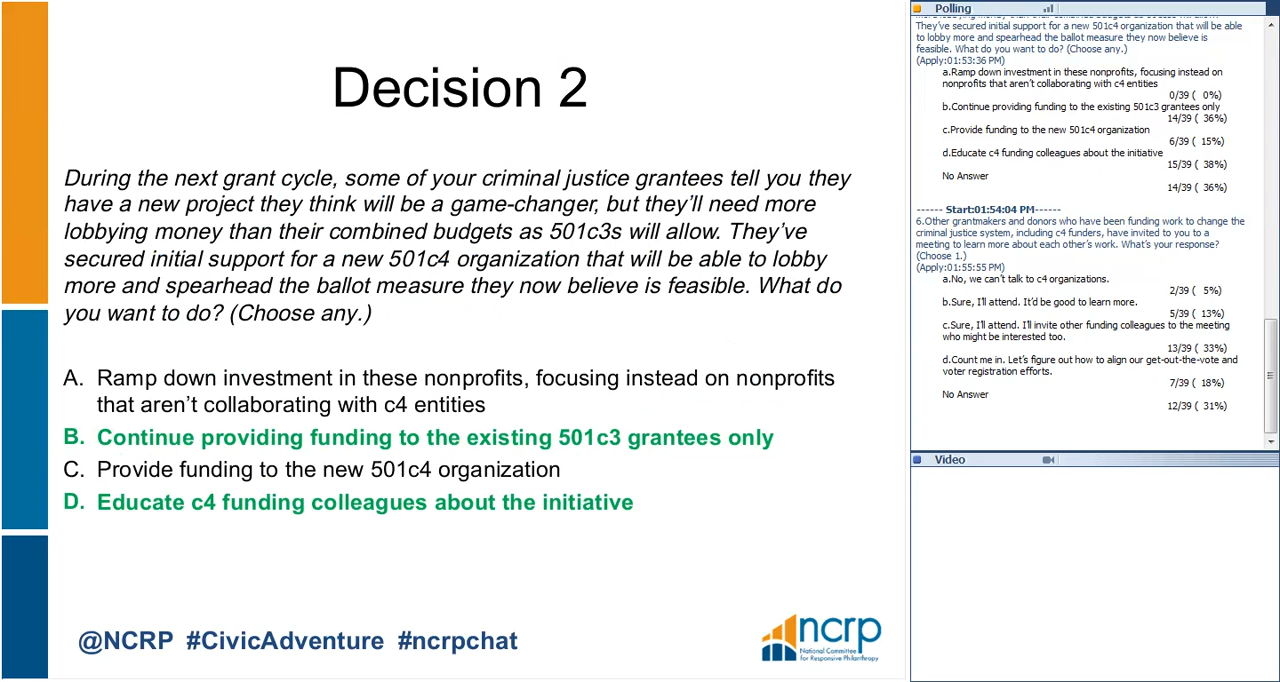 Decision 2
During the next grant cycle, some of your criminal justice grantees tell you they
have a new project they think will be a game-changer, but they'll need more
lobbying money than their combined budgets as 501c3s will allow. They've
secured initial support for a new 501c4 organization that will be able to lobby
more and spearhead the ballot measure they now believe is feasible. What do
you want to do? (Choose any.)
A. Ramp down investment in these nonprofits, focusing instead on nonprofits
that aren't collaborating with c4 entities
B. Continue providing funding to the existing 501c3 grantees only
C. Provide funding to the new 501c4 organization
D. Educate c4 funding colleagues about the initiative
@NCRP #CivicAdventure #ncrpchat
ncrp
National Committee
for Responsive Philanthropy
Polling
They've secured initial support for a new 501c4 organization that will be able
to lobby more and spearhead the ballot measure they now believe is
feasible. What do you want to do? (Choose any.)
(Apply:01:53:36 PM)
a.Ramp down investment in these nonprofits, focusing instead on
nonprofits that aren't collaborating with c4 entities
0/39 ( 0%)
b.Continue providing funding to the existing 501c3 grantees only
14/39 ( 36%)
c.Provide funding to the new 501c4 organization
6/39 ( 15%)
d.Educate c4 funding colleagues about the initiative
15/39 ( 38%)
No Answer
14/39 ( 36%)
------ Start:01:54:04 PM------
6.Other grantmakers and donors who have been funding work to change the
criminal justice system, including c4 funders, have invited to you to a
meeting to learn more about each other's work. What's your response?
(Choose 1.)
(Apply:01:55:55 PM)
a.No, we can't talk to c4 organizations.
2/39 ( 5%)
b.Sure, I'll attend. It'd be good to learn more.
5/39 ( 13%)
c.Sure, I'll attend. I'll invite other funding colleagues to the meeting
who might be interested too.
13/39 ( 33%)
d.Count me in. Let's figure out how to align our get-out-the-vote and
voter registration efforts.
7/39 ( 18%)
No Answer
12/39 ( 31%)
Video